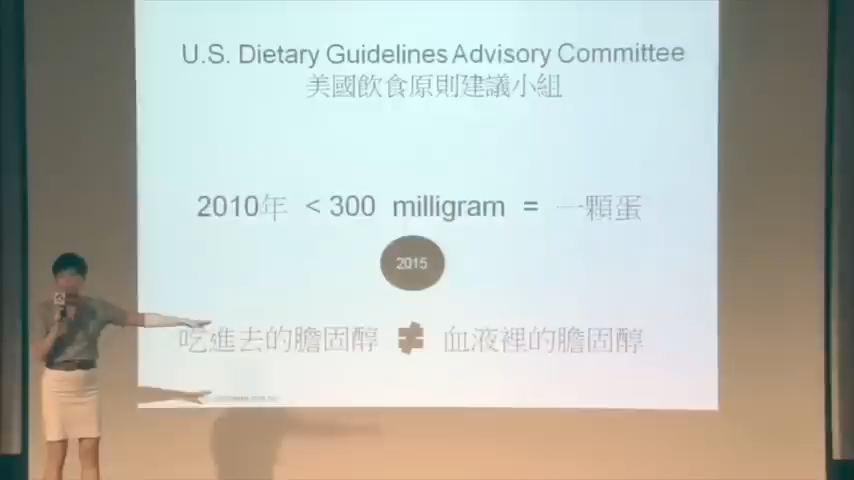 U.S. Dietary Guidelines Advisory Committee
美國飲食原則建議小組
2010年 < 300 milligram = 一顆蛋
2015
吃進去的膽固醇 ≠ 血液裡的膽固醇